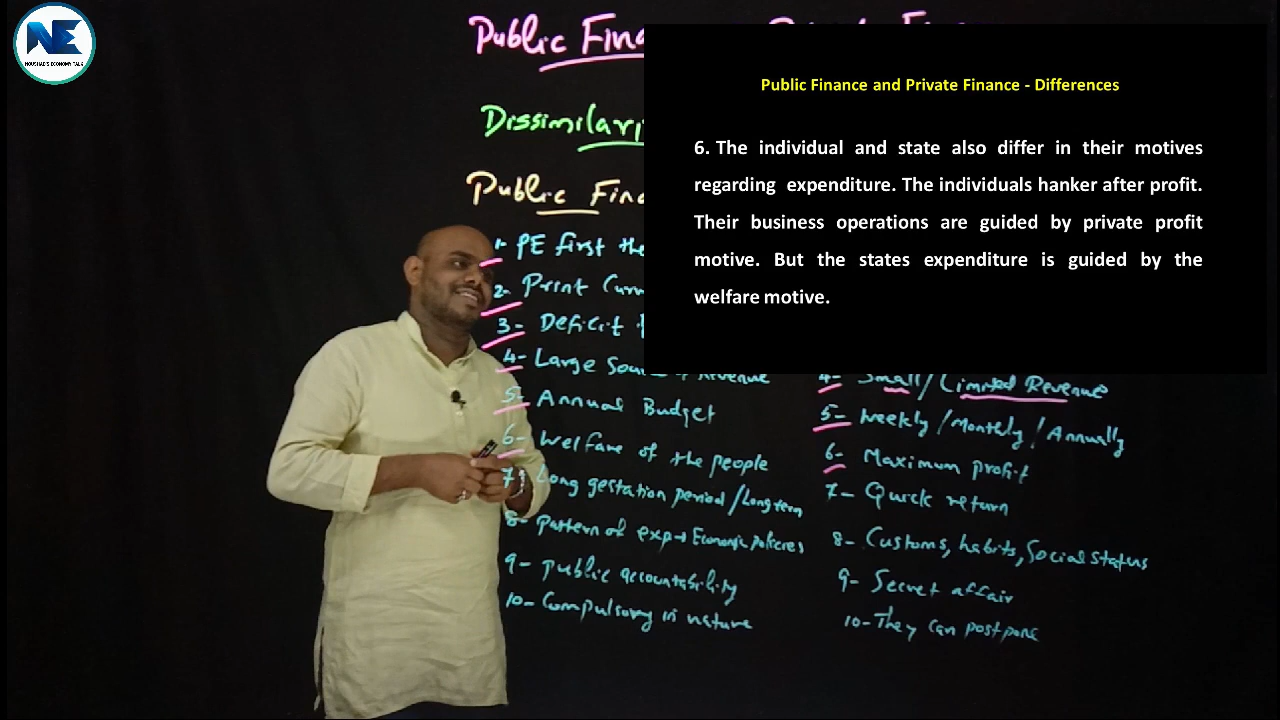 NE
NOUSHAD'S ECONOMY TALK
Public Fina
Dissimilari
Public Fina
1- PE first the
2- Print Curr
3- Deficit
4- Large Sou Revenue
5- Annual Budget
6- Welfare of the people
7- Long gestation period/Long term
8- Pattern of exp → Economic policies
9- public accountability
10- Compulsory in nature
Public Finance and Private Finance - Differences
6. The individual and state also differ in their motives
regarding expenditure. The individuals hanker after profit.
Their business operations are guided by private profit
motive. But the states expenditure is guided by the
welfare motive.
4- Small/Limited Revenue
5- Weekly/Monthly/Annually
6- Maximum profit
7- Quick return
8- Customs, habits, Social status
9- Secret affair
10- They can postpone